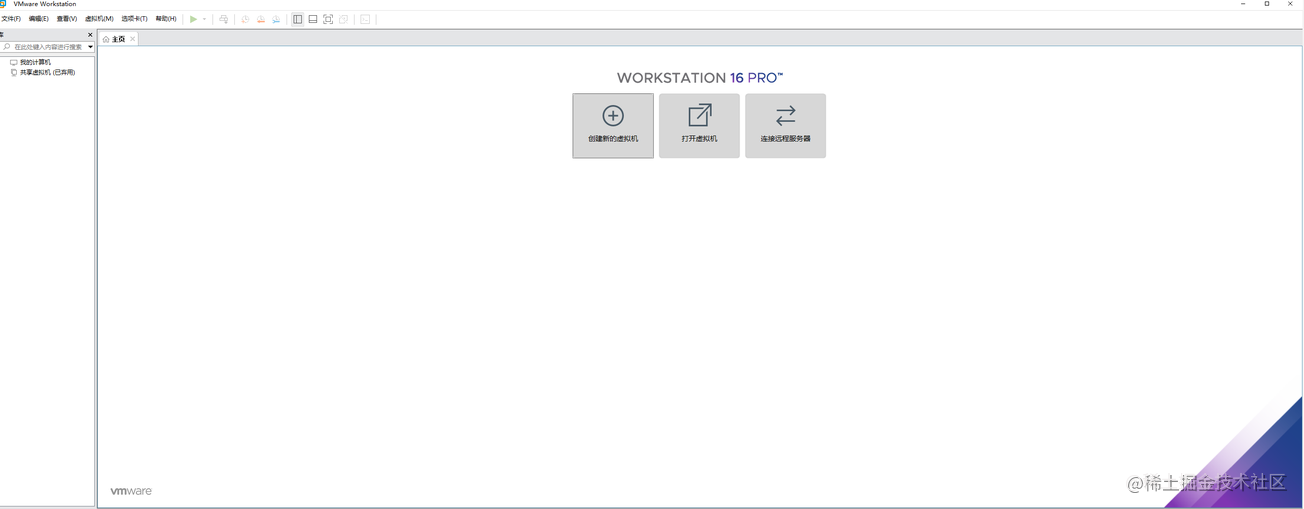 VMware Workstation
文件(F) 编辑(E) 查看(V) 虚拟机(M) 选项卡(T) 帮助(H)
库
在此处键入内容进行搜索
我的计算机
共享虚拟机 (已弃用)
主页
WORKSTATION 16 PRO™
创建新的虚拟机 打开虚拟机 连接远程服务器
vmware
@稀土掘金技术社区